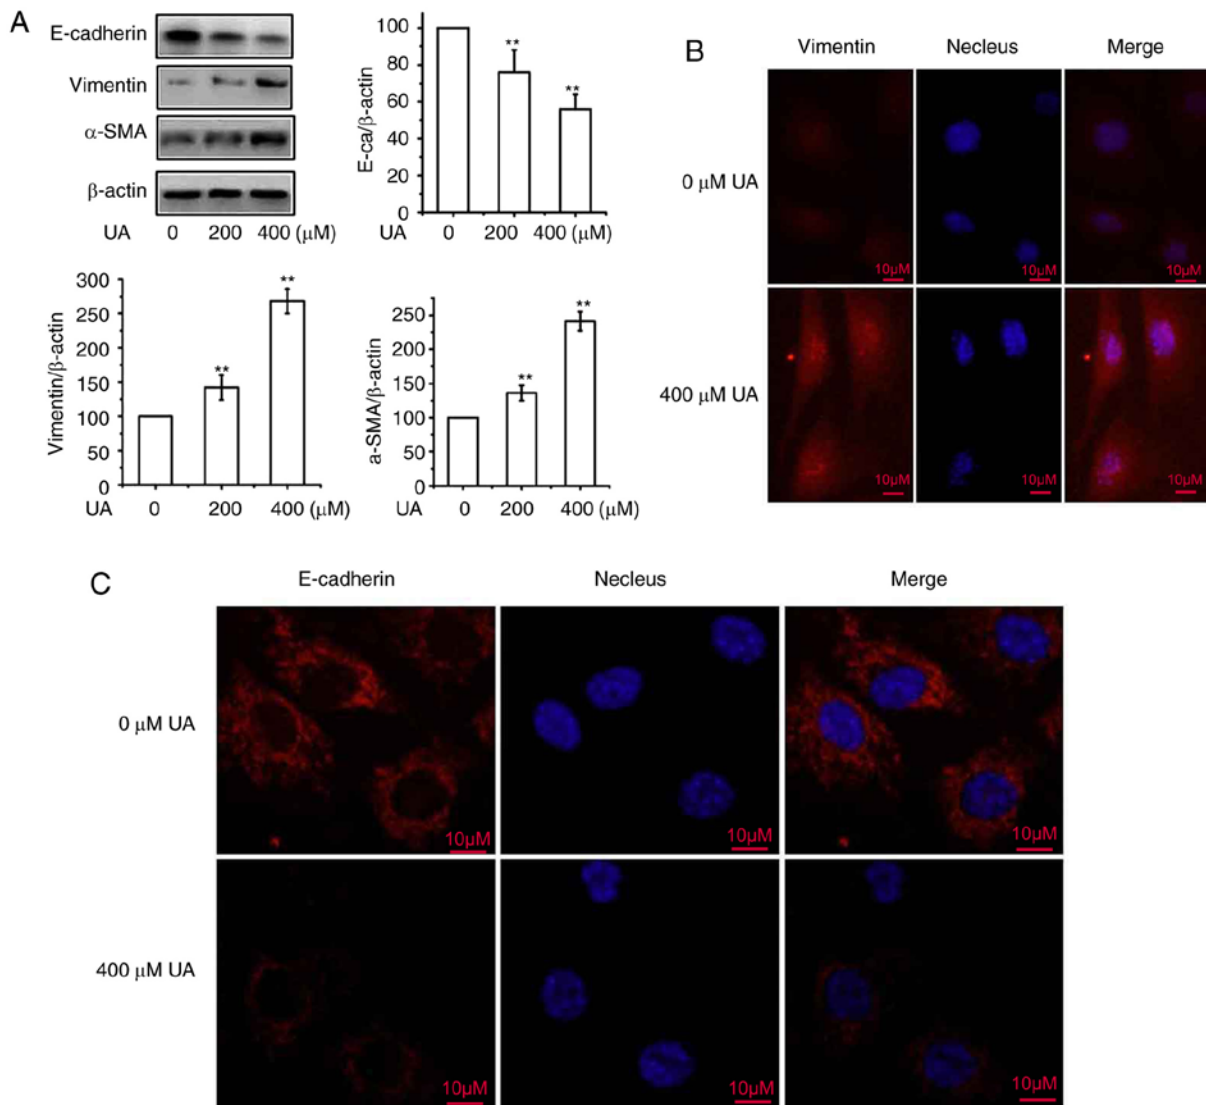 A
E-cadherin
Vimentin
α-SMA
β-actin
UA 0 200 400 (μM)
E-ca/β-actin
100
80
60
40
20
0
**
**
UA 0 200 400 (μM)
Vimentin/β-actin
300
250
200
150
100
50
0
**
**
UA 0 200 400 (μM)
a-SMA/β-actin
250
200
150
100
50
0
**
**
UA 0 200 400 (μM)
B
Vimentin Necleus Merge
0 μM UA
10μM 10μM 10μM
400 μM UA
10μM 10μM 10μM
C
E-cadherin Necleus Merge
0 μM UA
10μM 10μM 10μM
400 μM UA
10μM 10μM 10μM